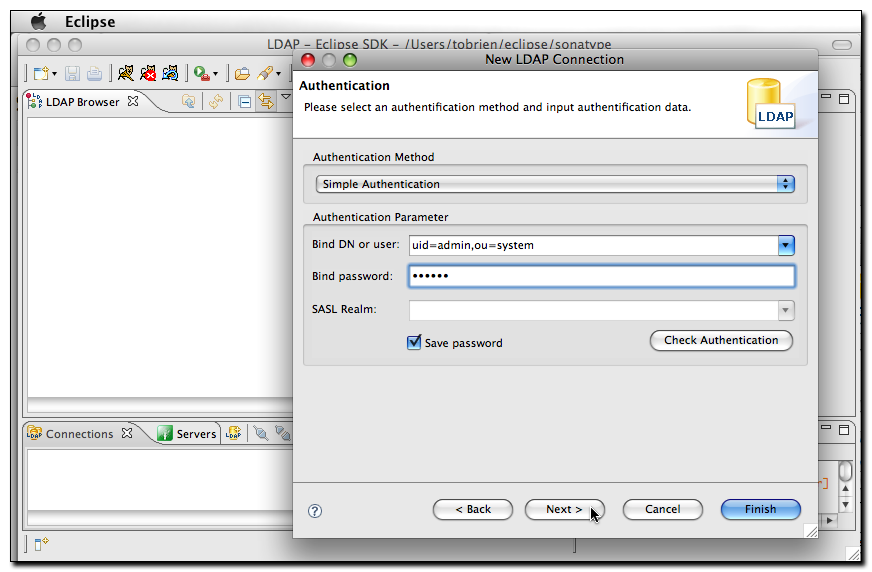 Eclipse
LDAP - Eclipse SDK - /Users/tobrien/eclipse/sonatype
New LDAP Connection
LDAP Browser
Authentication
Please select an authentification method and input authentification data.
LDAP
Authentication Method
Simple Authentication
Authentication Parameter
Bind DN or user: uid=admin,ou=system
Bind password: ••••••
SASL Realm:
Save password
Check Authentication
Connections
Servers
LDAP
? < Back Next > Cancel Finish